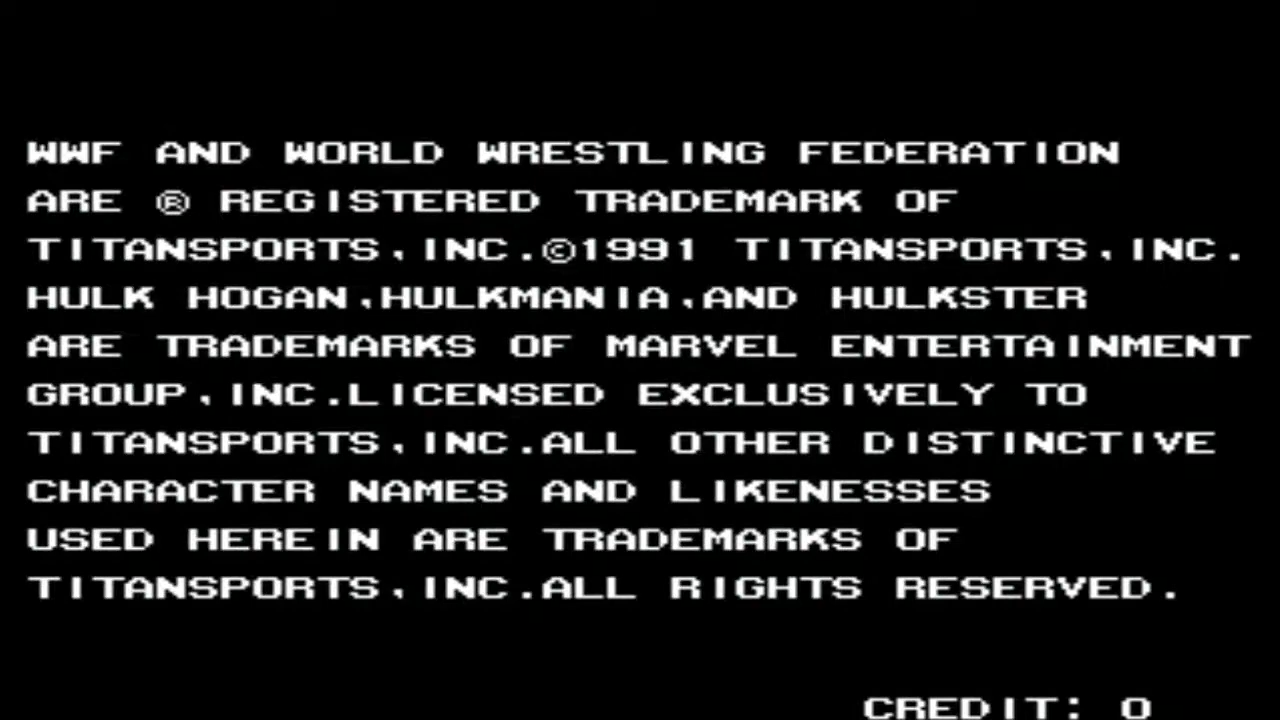 WWF AND WORLD WRESTLING FEDERATION
ARE ® REGISTERED TRADEMARK OF
TITANSPORTS,INC.©1991 TITANSPORTS,INC.
HULK HOGAN,HULKMANIA,AND HULKSTER
ARE TRADEMARKS OF MARVEL ENTERTAINMENT
GROUP,INC.LICENSED EXCLUSIVELY TO
TITANSPORTS,INC.ALL OTHER DISTINCTIVE
CHARACTER NAMES AND LIKENESSES
USED HEREIN ARE TRADEMARKS OF
TITANSPORTS,INC.ALL RIGHTS RESERVED.
CREDIT: 0